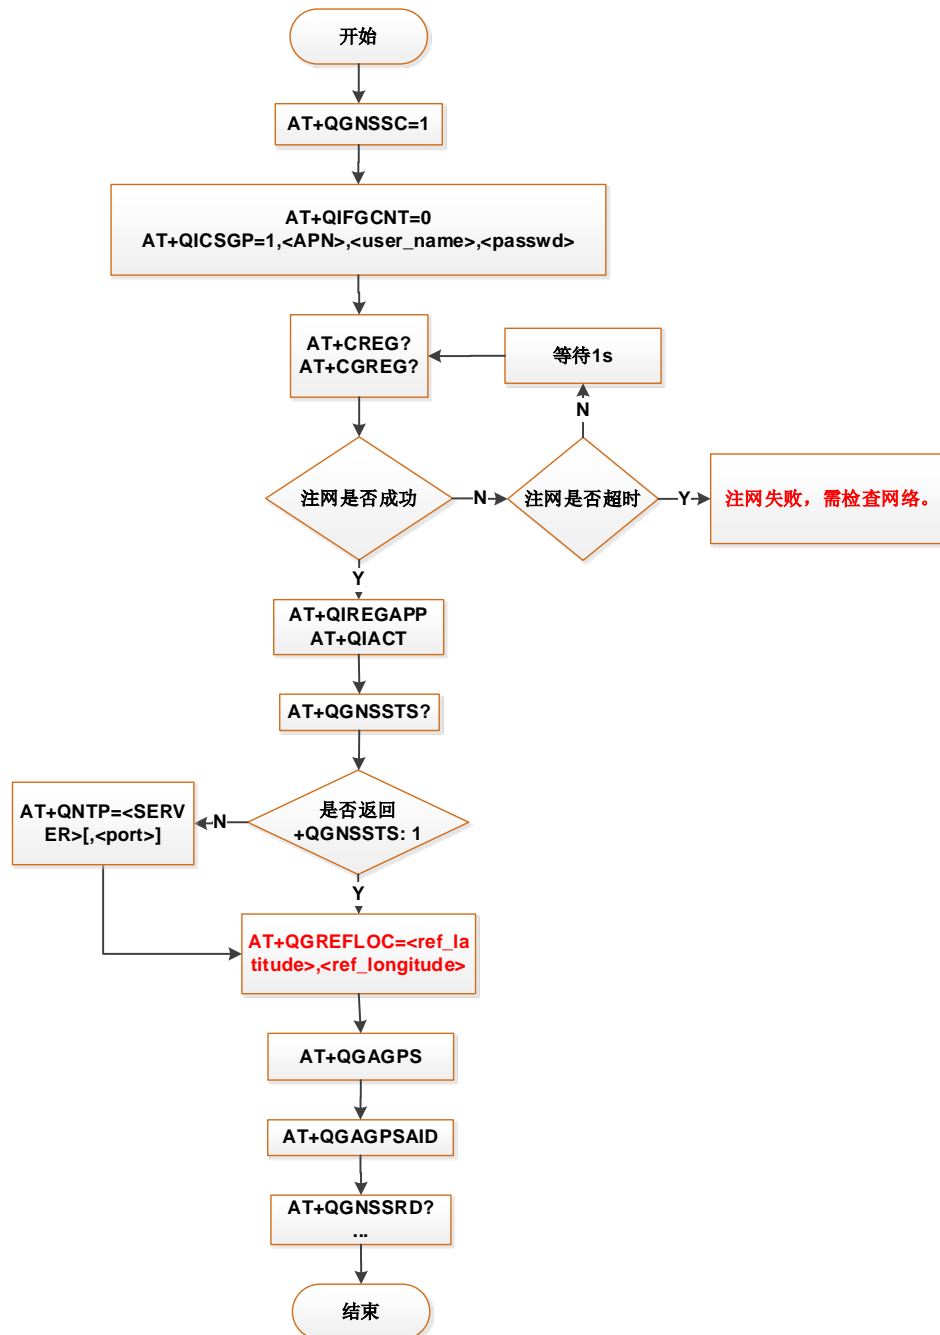 开始
AT+QGNSSC=1
AT+QIFGCNT=0
AT+QICSGP=1,<APN>,<user_name>,<passwd>
AT+CREG?
AT+CGREG?
等待1s
N
注网是否成功
N
注网是否超时
Y
注网失败，需检查网络。
Y
AT+QIREGAPP
AT+QIACT
AT+QGNSSTS?
是否返回
+QGNSSTS: 1
N
AT+QNTP=<SERV
ER>[,<port>]
Y
AT+QGREFLOC=<ref_la
titude>,<ref_longitude>
AT+QGAGPS
AT+QGAGPSAID
AT+QGNSSRD?
...
结束